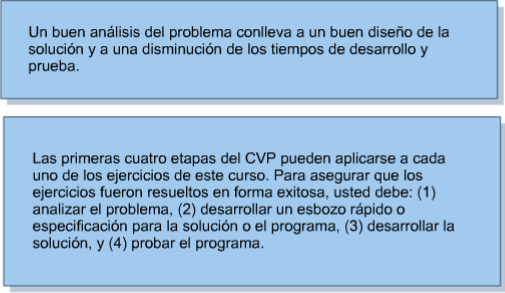 Un buen análisis del problema conlleva a un buen diseño de la
solución y a una disminución de los tiempos de desarrollo y
prueba.
Las primeras cuatro etapas del CVP pueden aplicarse a cada
uno de los ejercicios de este curso. Para asegurar que los
ejercicios fueron resueltos en forma exitosa, usted debe: (1)
analizar el problema, (2) desarrollar un esbozo rápido o
especificación para la solución o el programa, (3) desarrollar la
solución, y (4) probar el programa.